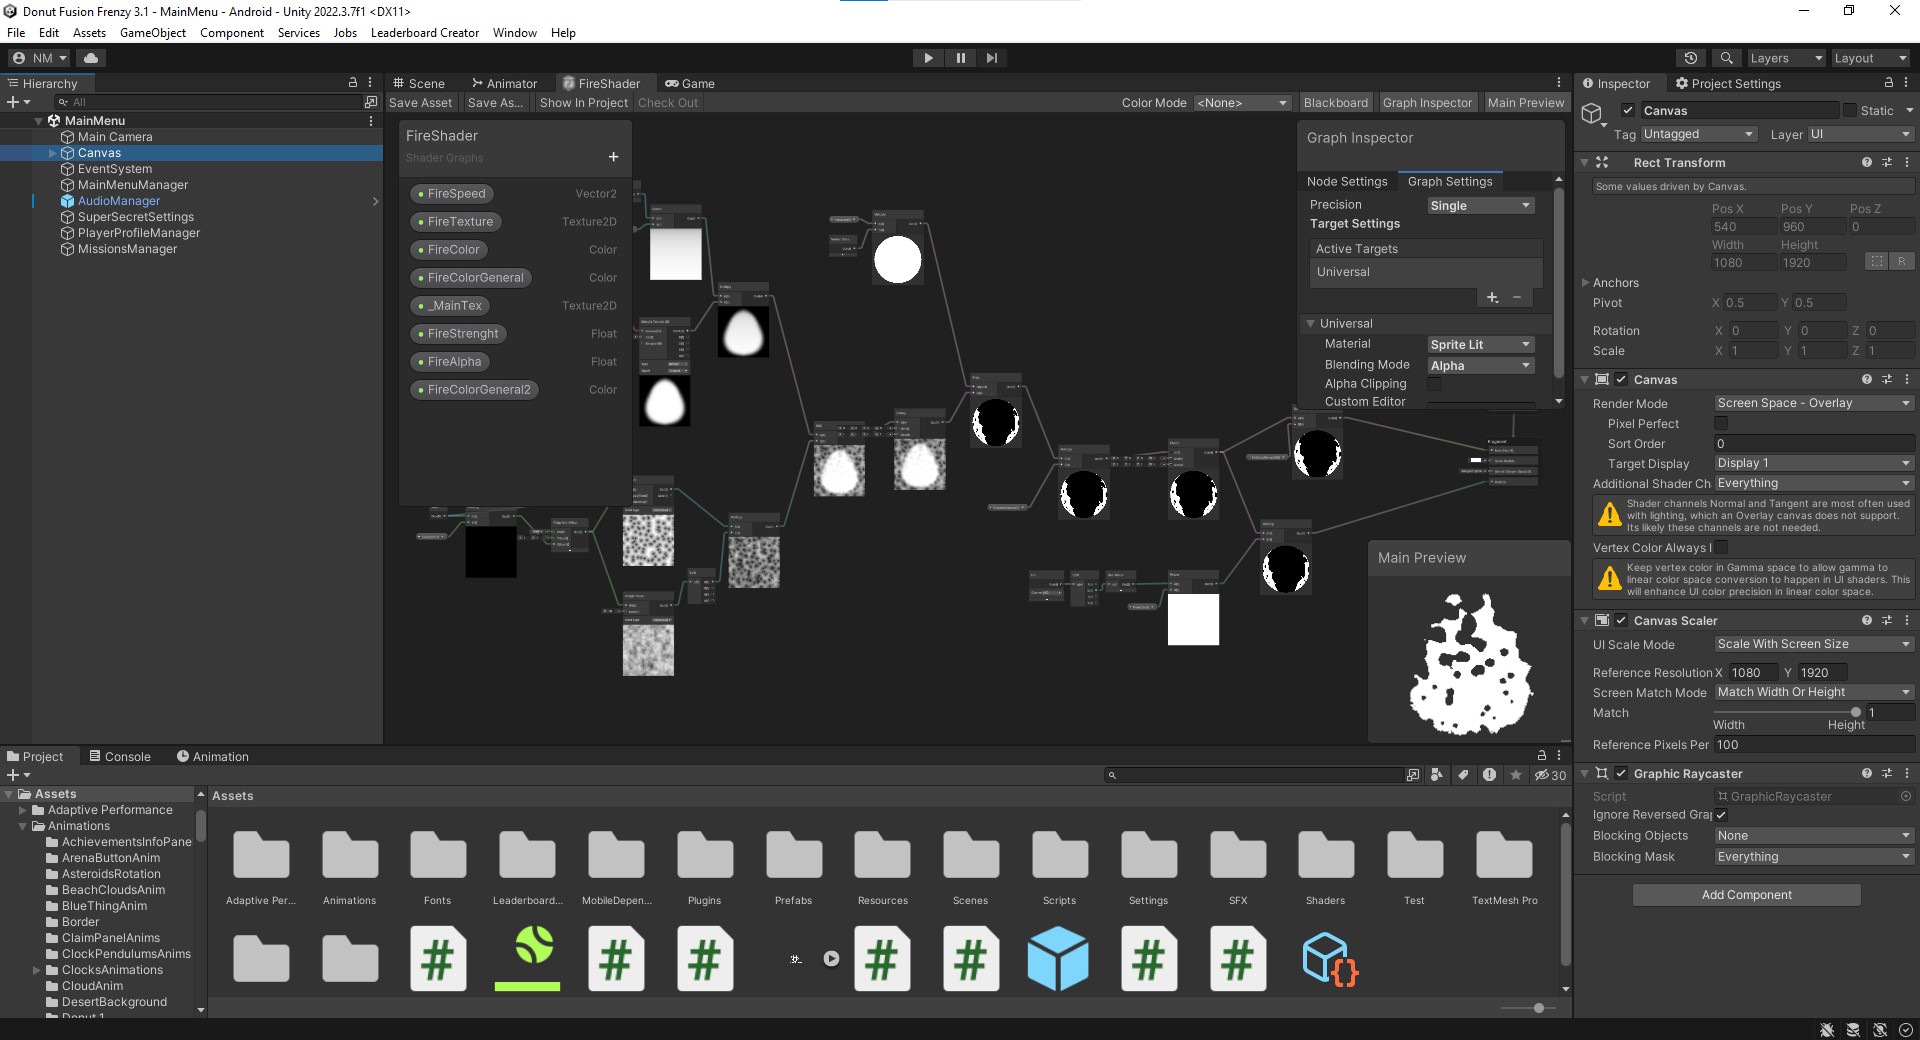 Donut Fusion Frenzy 3.1 - MainMenu - Android - Unity 2022.3.7f1 <DX11>
File Edit Assets GameObject Component Services Jobs Leaderboard Creator Window Help
NM
Layers
Layout
Hierarchy
All
MainMenu
Main Camera
Canvas
EventSystem
MainMenuManager
AudioManager
SuperSecretSettings
PlayerProfileManager
MissionsManager
Scene
Animator
FireShader
Game
Save Asset
Save As...
Show In Project
Check Out
Color Mode <None>
Blackboard
Graph Inspector
Main Preview
FireShader
Shader Graphs
FireSpeed Vector2
FireTexture Texture2D
FireColor Color
FireColorGeneral Color
_MainTex Texture2D
FireStrenght Float
FireAlpha Float
FireColorGeneral2 Color
Graph Inspector
Node Settings
Graph Settings
Precision Single
Target Settings
Active Targets
Universal
Universal
Material Sprite Lit
Blending Mode Alpha
Alpha Clipping
Custom Editor
Main Preview
Inspector
Project Settings
Canvas
Static
Tag Untagged
Layer UI
Rect Transform
Some values driven by Canvas.
Pos X Pos Y Pos Z
540 960 0
Width Height
1080 1920
R
Anchors
Pivot X 0.5 Y 0.5
Rotation X 0 Y 0 Z 0
Scale X 1 Y 1 Z 1
Canvas
Render Mode Screen Space - Overlay
Pixel Perfect
Sort Order 0
Target Display Display 1
Additional Shader Ch Everything
Shader channels Normal and Tangent are most often used
with lighting, which an Overlay canvas does not support.
Its likely these channels are not needed.
Vertex Color Always I
Keep vertex color in Gamma space to allow gamma to
linear color space conversion to happen in UI shaders. This
will enhance UI color precision in linear color space.
Canvas Scaler
UI Scale Mode Scale With Screen Size
Reference Resolution X 1080 Y 1920
Screen Match Mode Match Width Or Height
Match 1
Width Height
Reference Pixels Per 100
Graphic Raycaster
Script GraphicRaycaster
Ignore Reversed Gra
Blocking Objects None
Blocking Mask Everything
Add Component
Project
Console
Animation
30
Assets
Adaptive Performance
Animations
AchievementsInfoPane
ArenaButtonAnim
AsteroidsRotation
BeachCloudsAnim
BlueThingAnim
Border
ClaimPanelAnims
ClockPendulumsAnims
ClocksAnimations
CloudAnim
DesertBackground
Donut 1
Assets
Adaptive Per...
Animations
Fonts
Leaderboard...
MobileDepen...
Plugins
Prefabs
Resources
Scenes
Scripts
Settings
SFX
Shaders
Test
TextMesh Pro